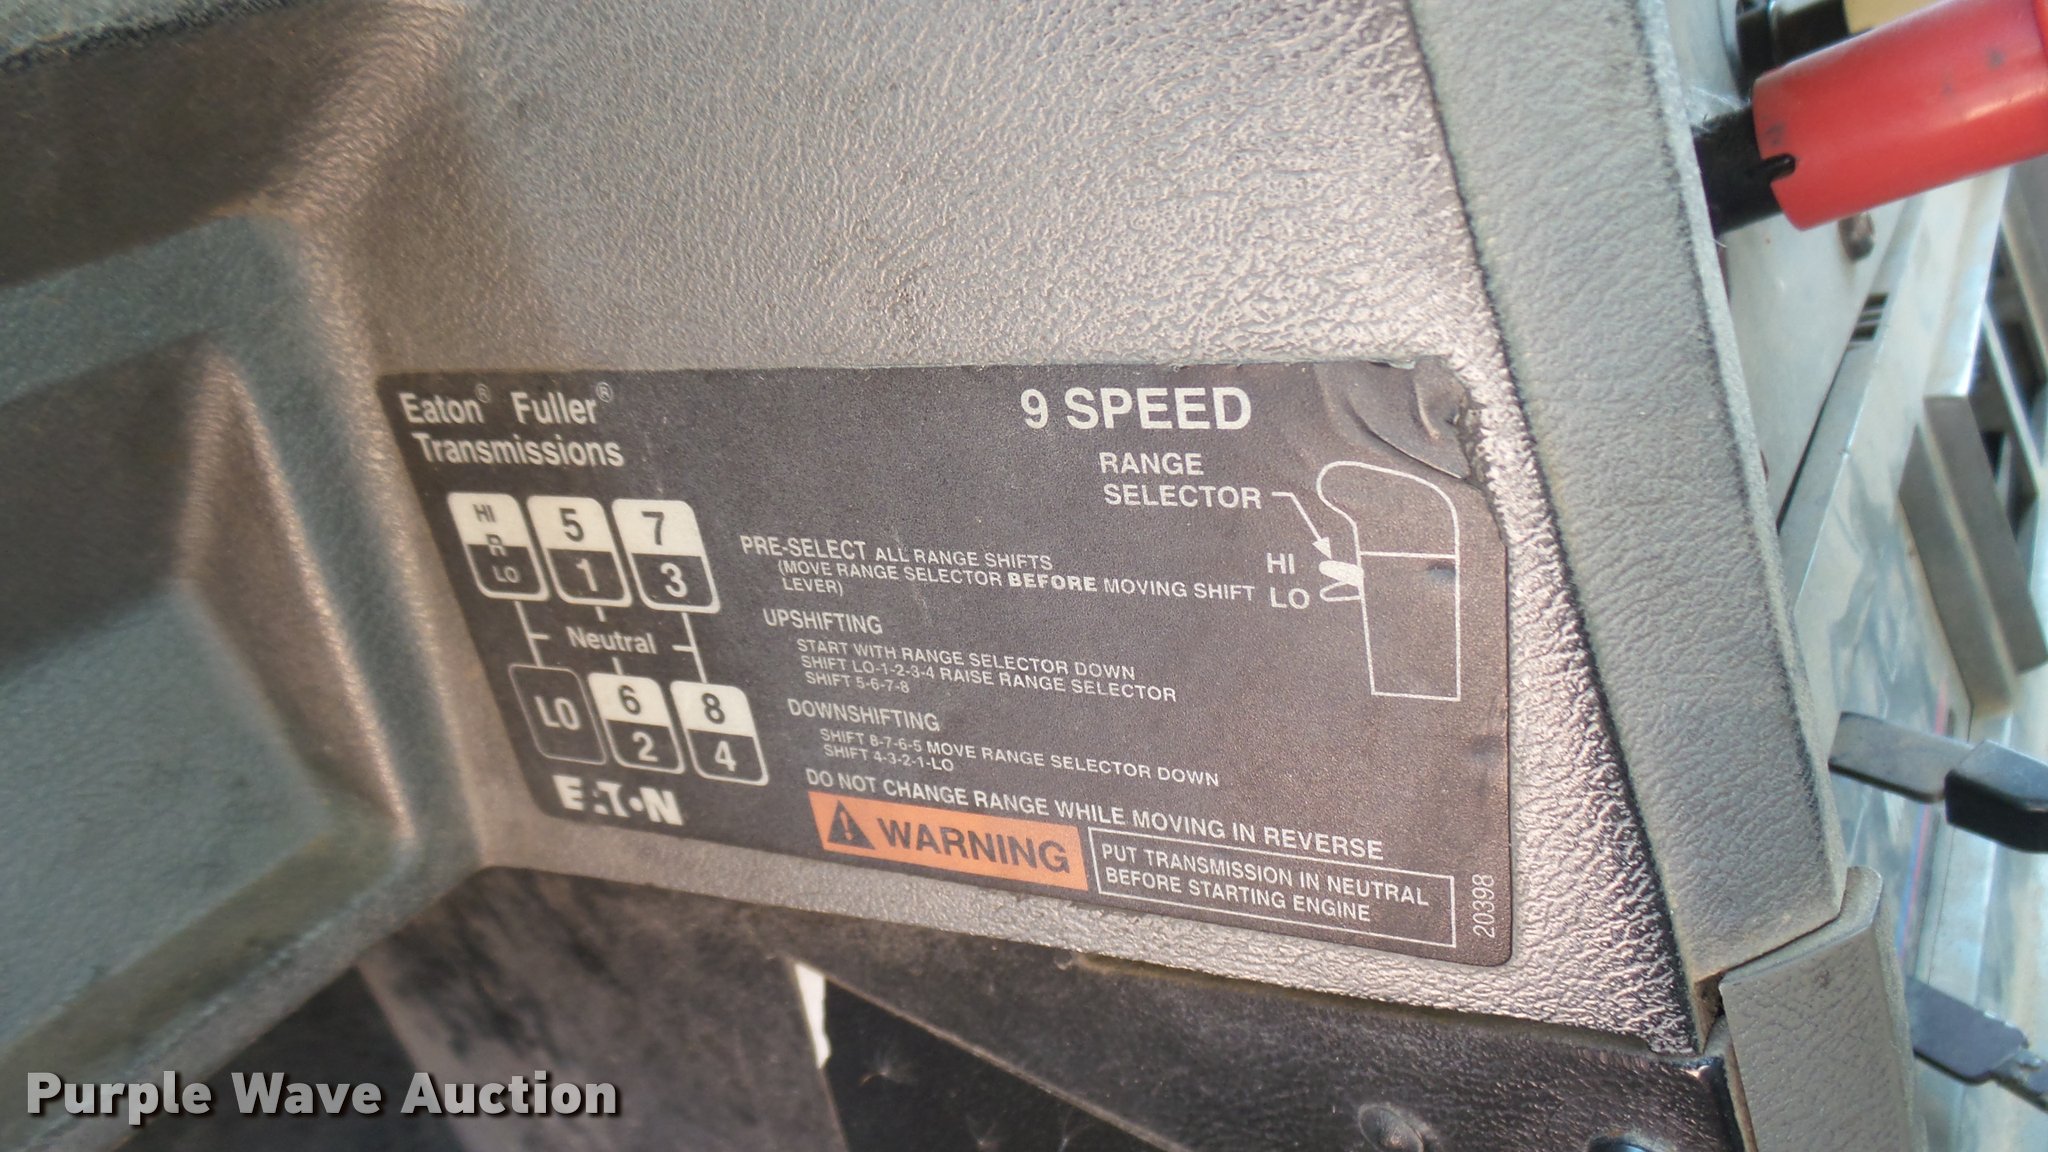 Eaton® Fuller®
Transmissions
9 SPEED
RANGE
SELECTOR
HI
LO
HI
R
LO
5
1
7
3
Neutral
LO
6
2
8
4
EATON
PRE-SELECT ALL RANGE SHIFTS
(MOVE RANGE SELECTOR BEFORE MOVING SHIFT
LEVER)
UPSHIFTING
START WITH RANGE SELECTOR DOWN
SHIFT LO-1-2-3-4 RAISE RANGE SELECTOR
SHIFT 5-6-7-8
DOWNSHIFTING
SHIFT 8-7-6-5 MOVE RANGE SELECTOR DOWN
SHIFT 4-3-2-1-LO
DO NOT CHANGE RANGE WHILE MOVING IN REVERSE
WARNING
PUT TRANSMISSION IN NEUTRAL
BEFORE STARTING ENGINE
20398
Purple Wave Auction